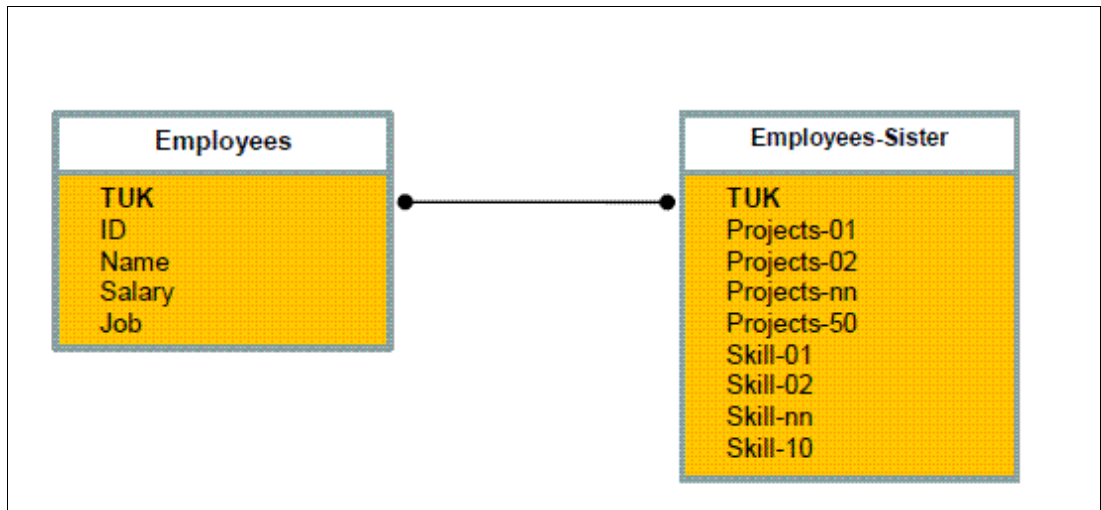 Employees
TUK
ID
Name
Salary
Job
Employees-Sister
TUK
Projects-01
Projects-02
Projects-nn
Projects-50
Skill-01
Skill-02
Skill-nn
Skill-10